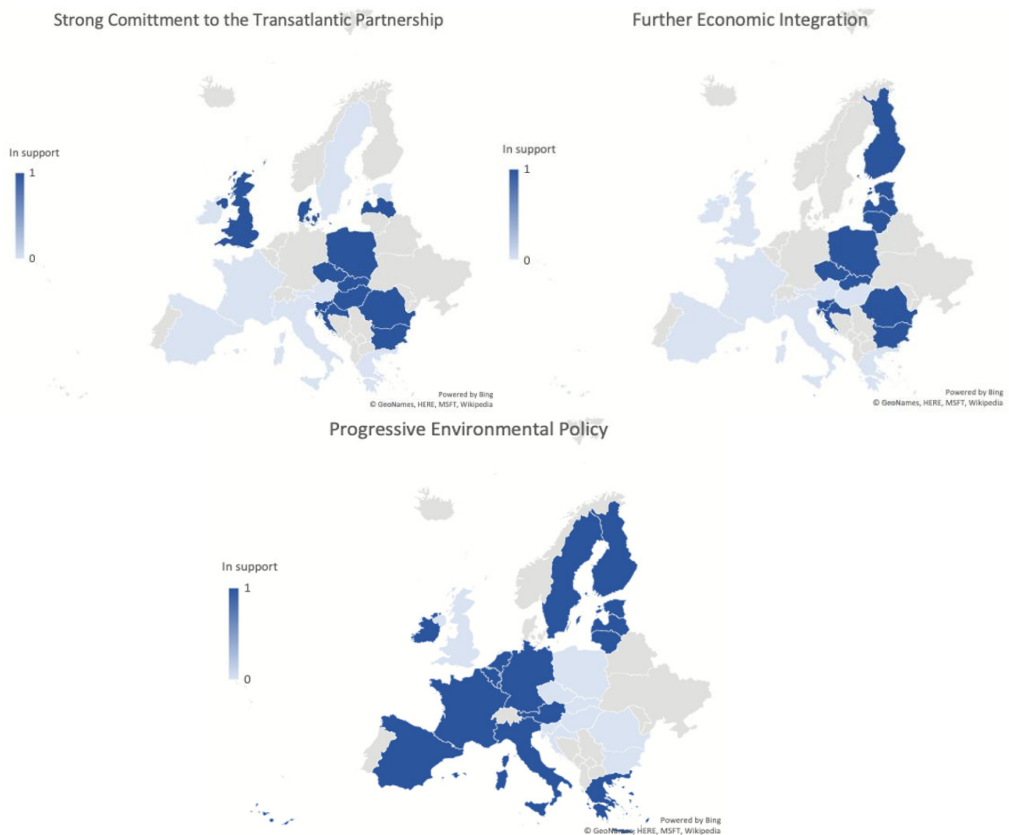 Strong Comittment to the Transatlantic Partnership
In support
1
0
Powered by Bing
© GeoNames, HERE, MSFT, Wikipedia
Further Economic Integration
In support
1
0
Powered by Bing
© GeoNames, HERE, MSFT, Wikipedia
Progressive Environmental Policy
In support
1
0
Powered by Bing
© GeoNames, HERE, MSFT, Wikipedia